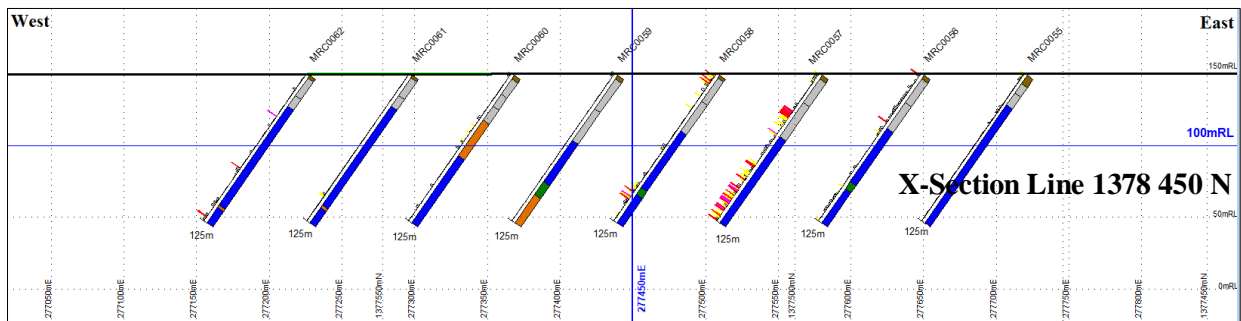 West
East
MRC0062
MRC0061
MRC0060
MRC0059
MRC0058
MRC0057
MRC0056
MRC0055
150mRL
100mRL
X-Section Line 1378 450 N
50mRL
125m
125m
125m
125m
125m
125m
125m
125m
0mRL
277050mE
277100mE
277150mE
277200mE
277250mE
1377550mN
277300mE
277350mE
277400mE
277450mE
277500mE
277550mE
1377500mN
277600mE
277650mE
277700mE
277750mE
277800mE
1377450mN